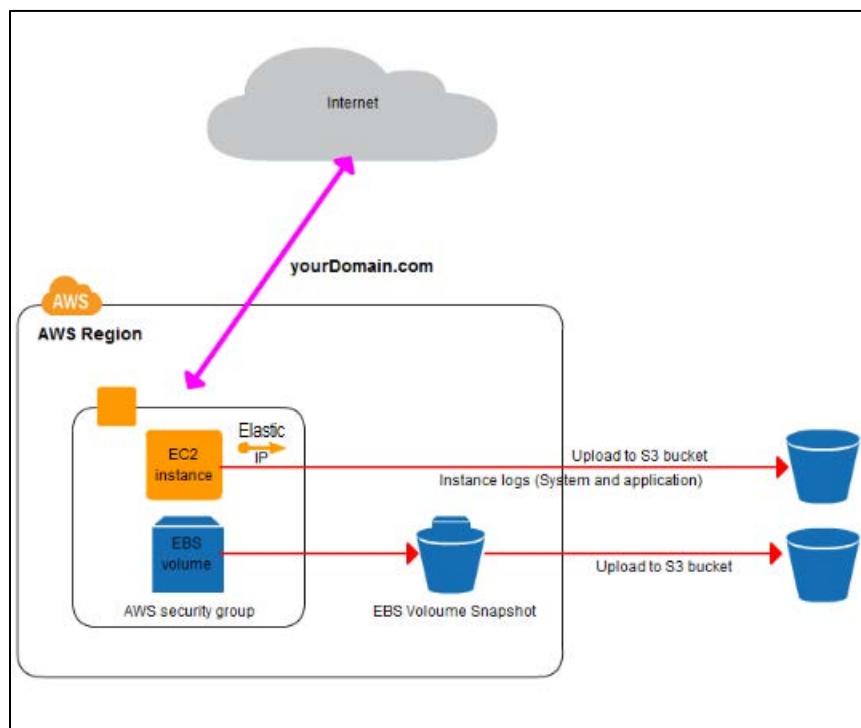 Internet
yourDomain.com
AWS
AWS Region
Elastic
IP
EC2
instance
Upload to S3 bucket
Instance logs (System and application)
EBS
volume
AWS security group
EBS Voloume Snapshot
Upload to S3 bucket